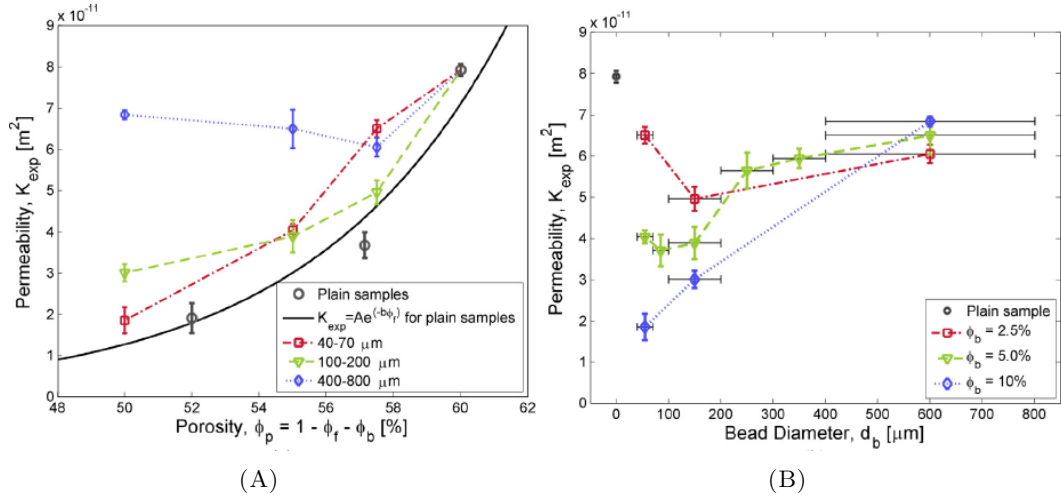 × 10⁻¹¹
9
8
7
6
5
4
3
2
1
0
Permeability, K_exp [m²]
48 50 52 54 56 58 60 62
Porosity, ϕ_p = 1 - ϕ_f - ϕ_b [%]
Plain samples
K_exp=Ae^(-bϕ_f) for plain samples
40-70 μm
100-200 μm
400-800 μm
(A)
× 10⁻¹¹
9
8
7
6
5
4
3
2
1
0
Permeability, K_exp [m²]
0 100 200 300 400 500 600 700 800
Bead Diameter, d_b [μm]
Plain sample
ϕ_b = 2.5%
ϕ_b = 5.0%
ϕ_b = 10%
(B)